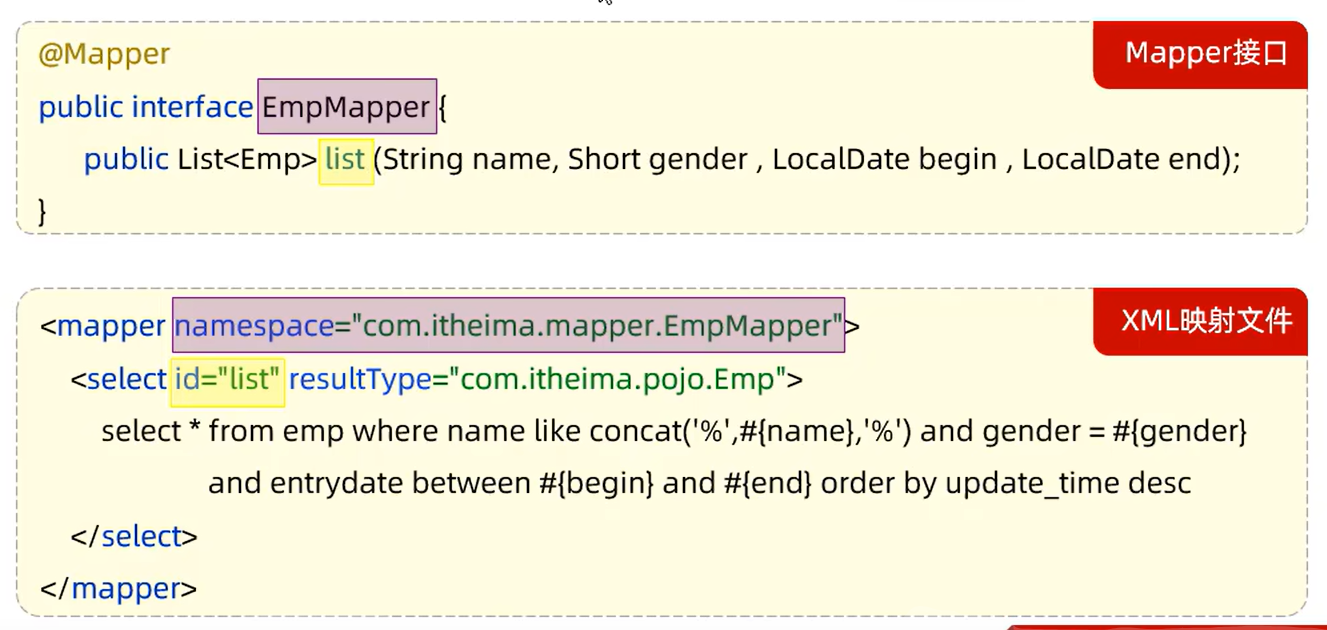 @Mapper
Mapper接口
public interface EmpMapper {
public List<Emp> list (String name, Short gender , LocalDate begin , LocalDate end);
}
XML映射文件
<mapper namespace="com.itheima.mapper.EmpMapper">
<select id="list" resultType="com.itheima.pojo.Emp">
select * from emp where name like concat('%',#{name},'%') and gender = #{gender}
and entrydate between #{begin} and #{end} order by update_time desc
</select>
</mapper>